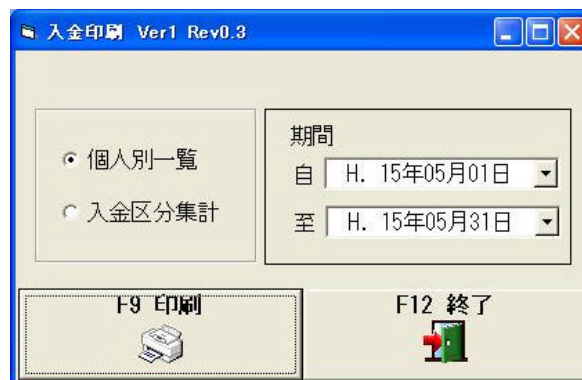 入金印刷 Ver1 Rev0.3
個人別一覧
入金区分集計
期間
自 H. 15年05月01日
至 H. 15年05月31日
F9 印刷
F12 終了